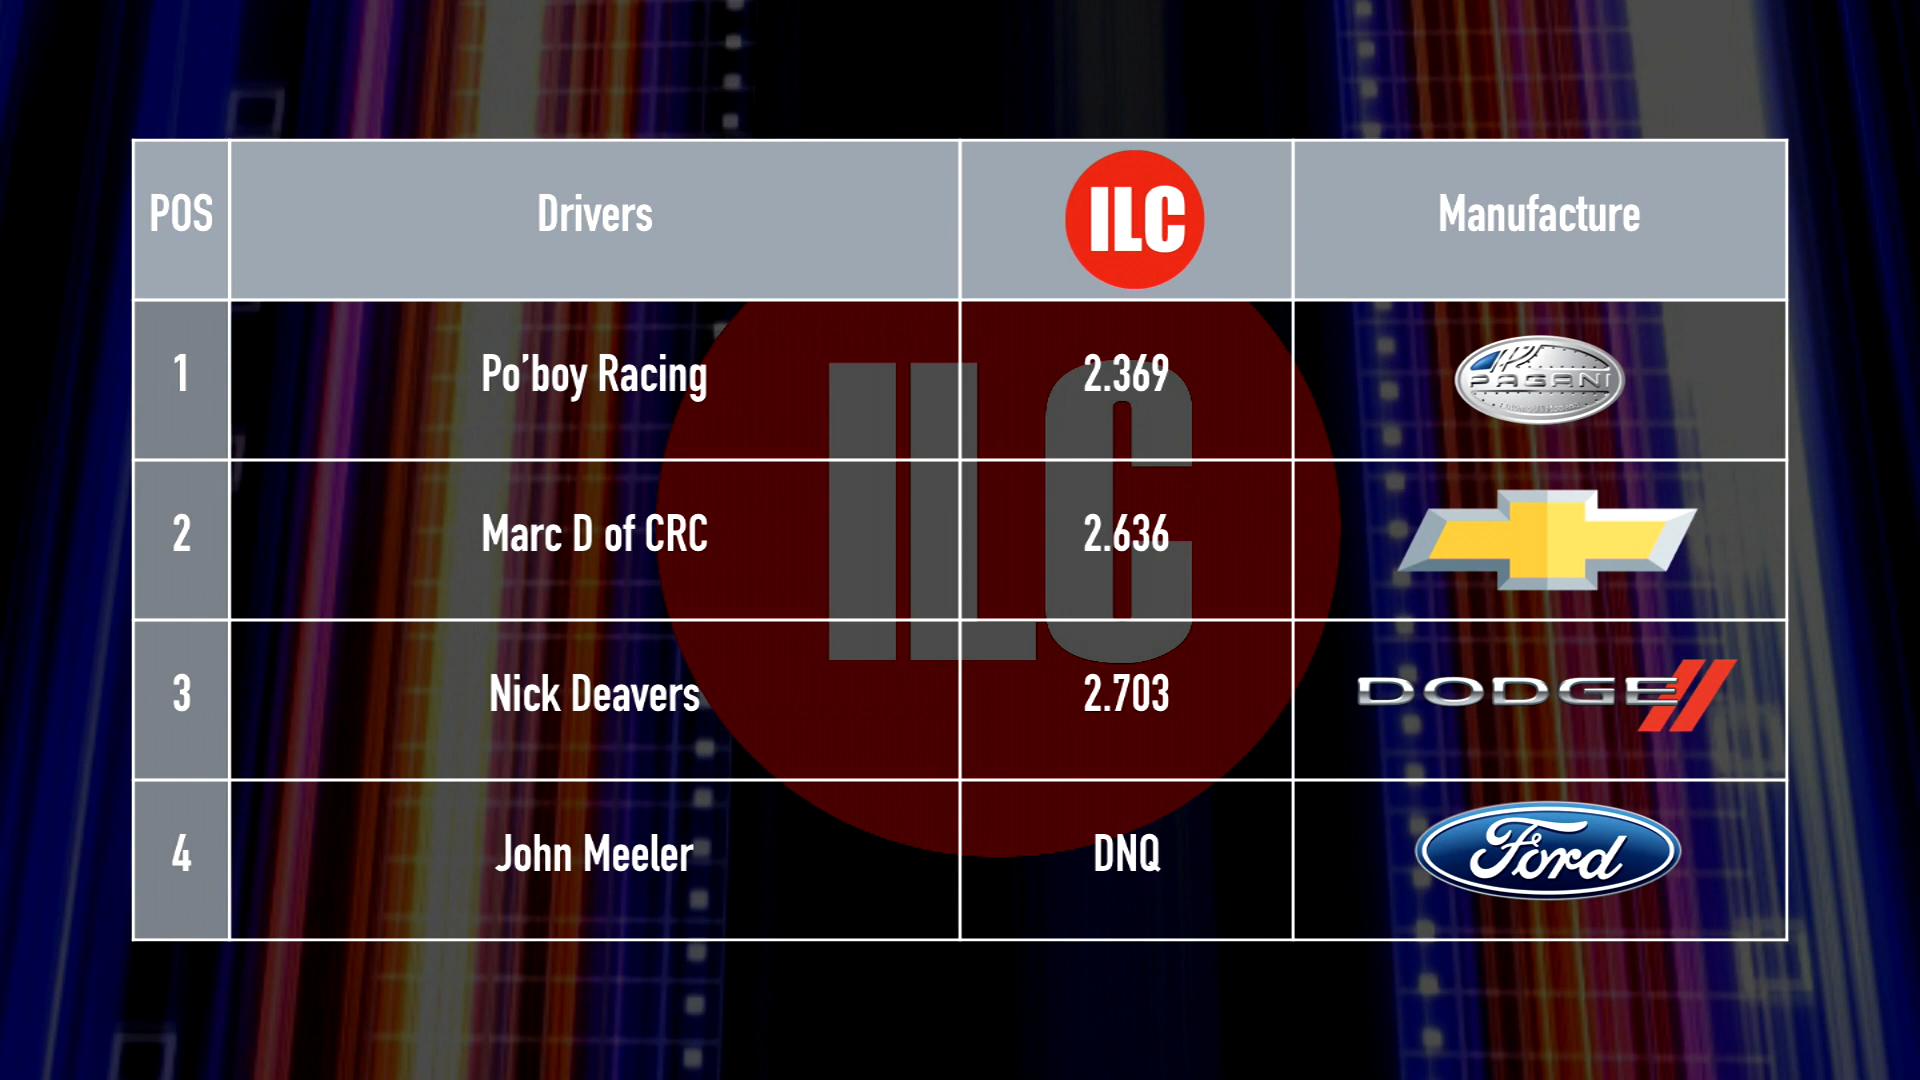 POS Drivers ILC Manufacture
1 Po’boy Racing 2.369 PAGANI
2 Marc D of CRC 2.636
3 Nick Deavers 2.703 DODGE
4 John Meeler DNQ Ford
ILC